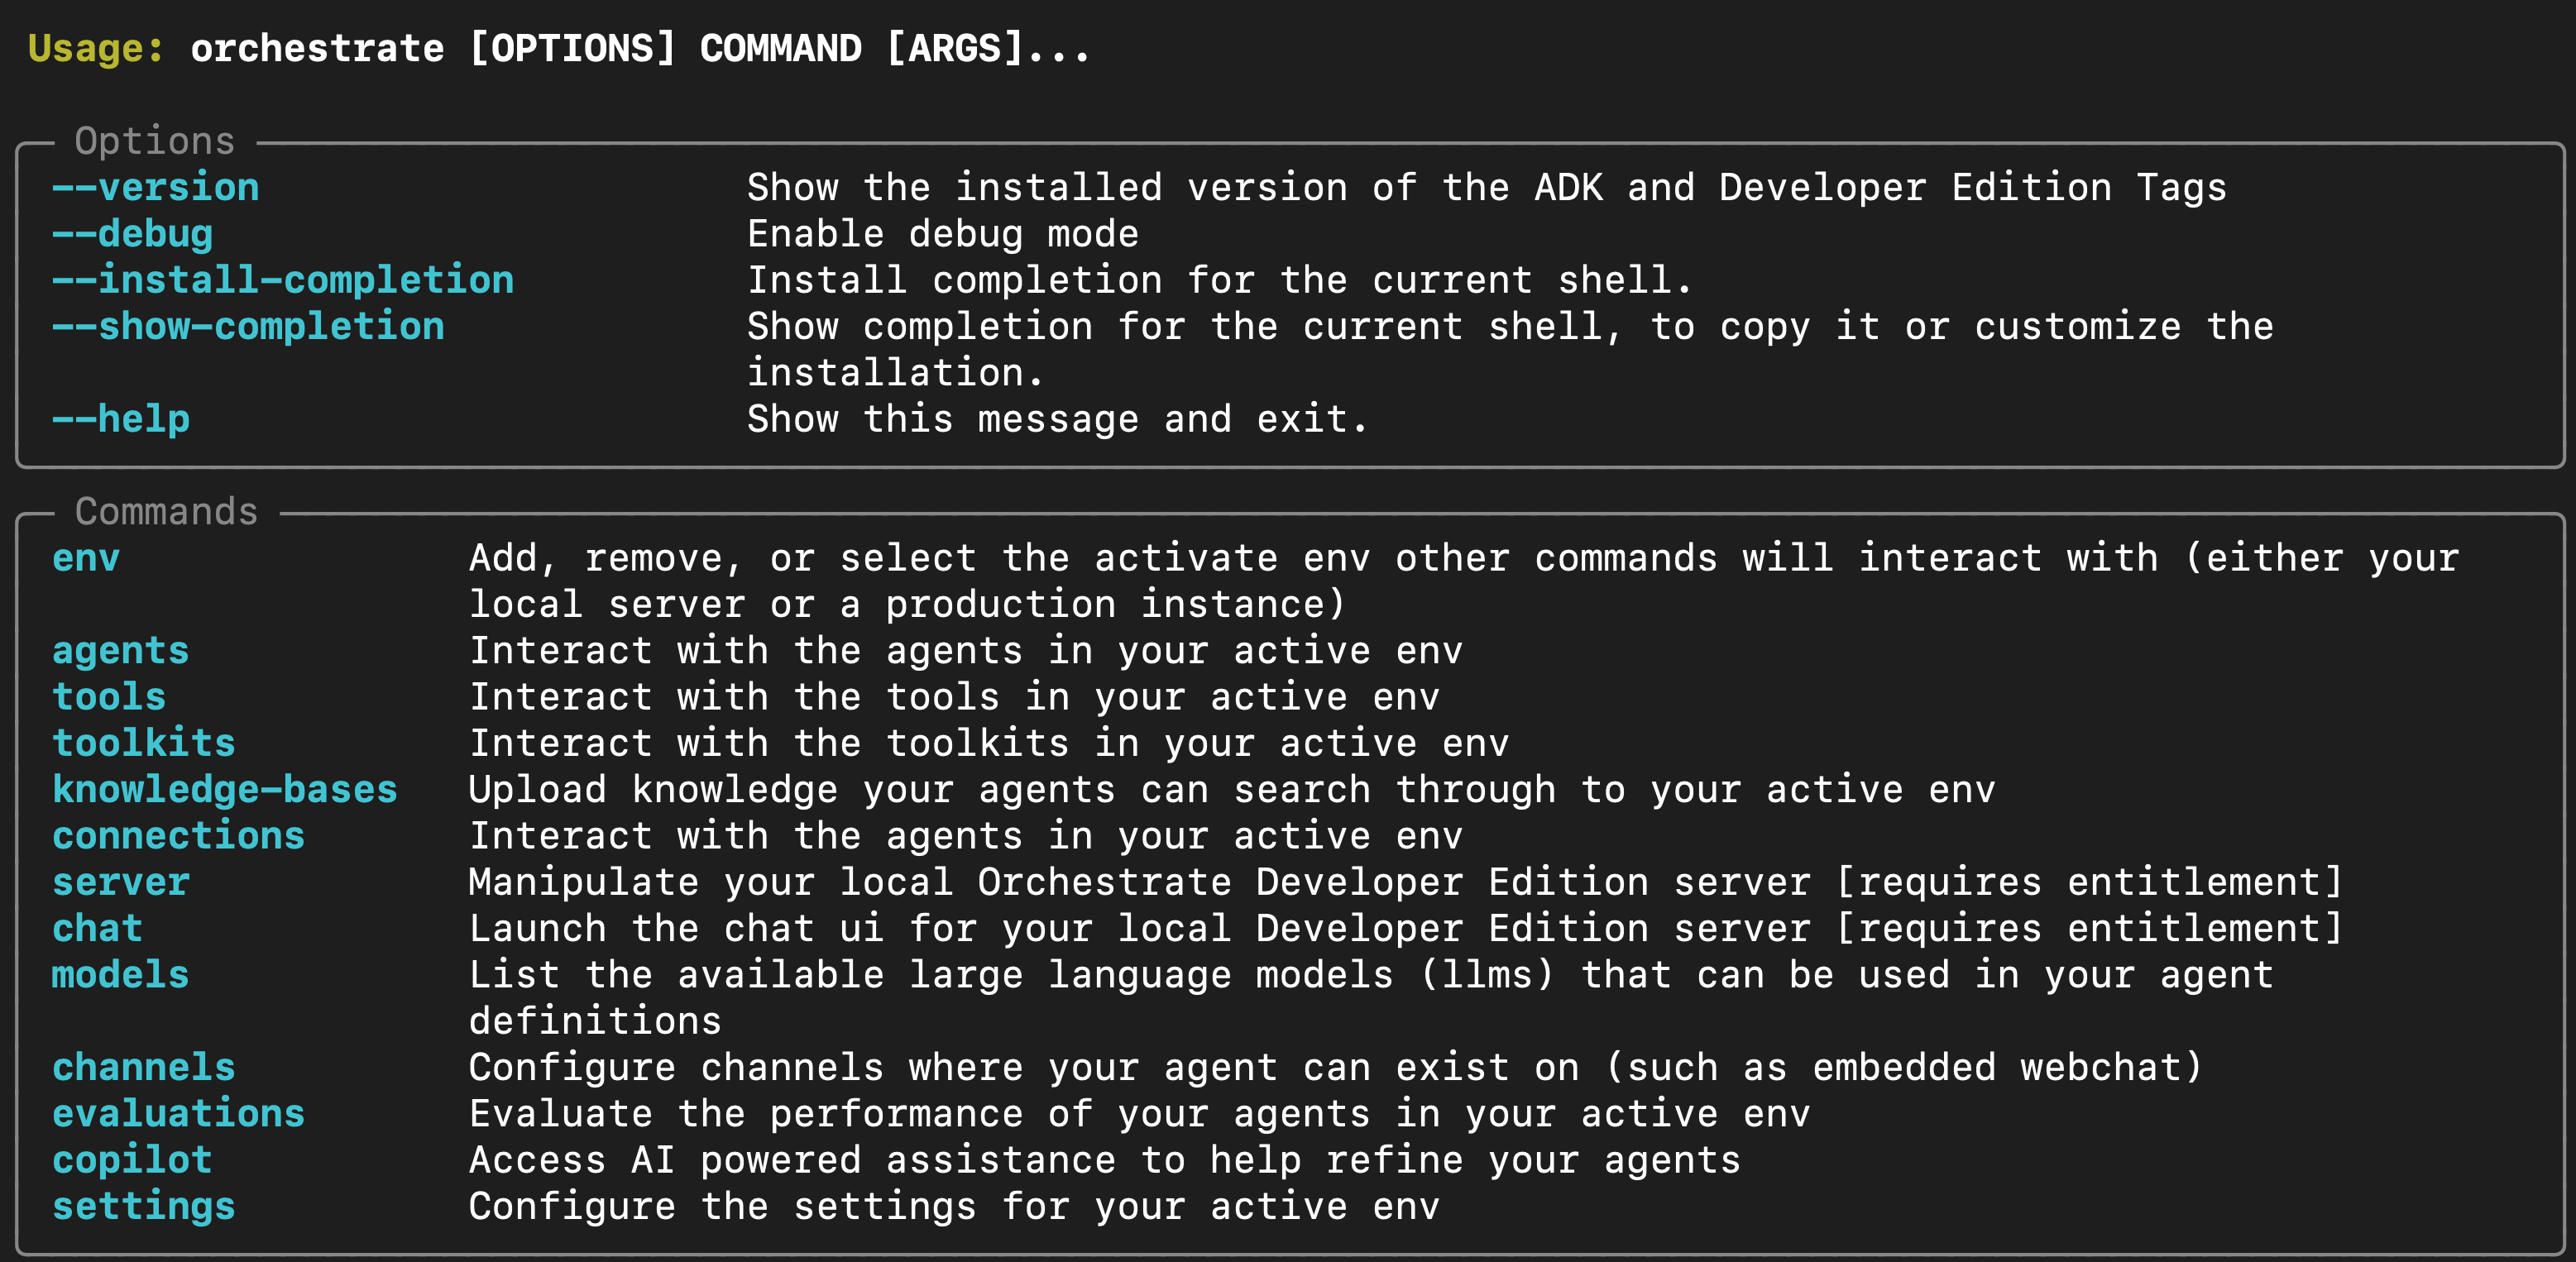 Usage: orchestrate [OPTIONS] COMMAND [ARGS]...
Options
--version Show the installed version of the ADK and Developer Edition Tags
--debug Enable debug mode
--install-completion Install completion for the current shell.
--show-completion Show completion for the current shell, to copy it or customize the
installation.
--help Show this message and exit.
Commands
env Add, remove, or select the activate env other commands will interact with (either your
local server or a production instance)
agents Interact with the agents in your active env
tools Interact with the tools in your active env
toolkits Interact with the toolkits in your active env
knowledge-bases Upload knowledge your agents can search through to your active env
connections Interact with the agents in your active env
server Manipulate your local Orchestrate Developer Edition server [requires entitlement]
chat Launch the chat ui for your local Developer Edition server [requires entitlement]
models List the available large language models (llms) that can be used in your agent
definitions
channels Configure channels where your agent can exist on (such as embedded webchat)
evaluations Evaluate the performance of your agents in your active env
copilot Access AI powered assistance to help refine your agents
settings Configure the settings for your active env